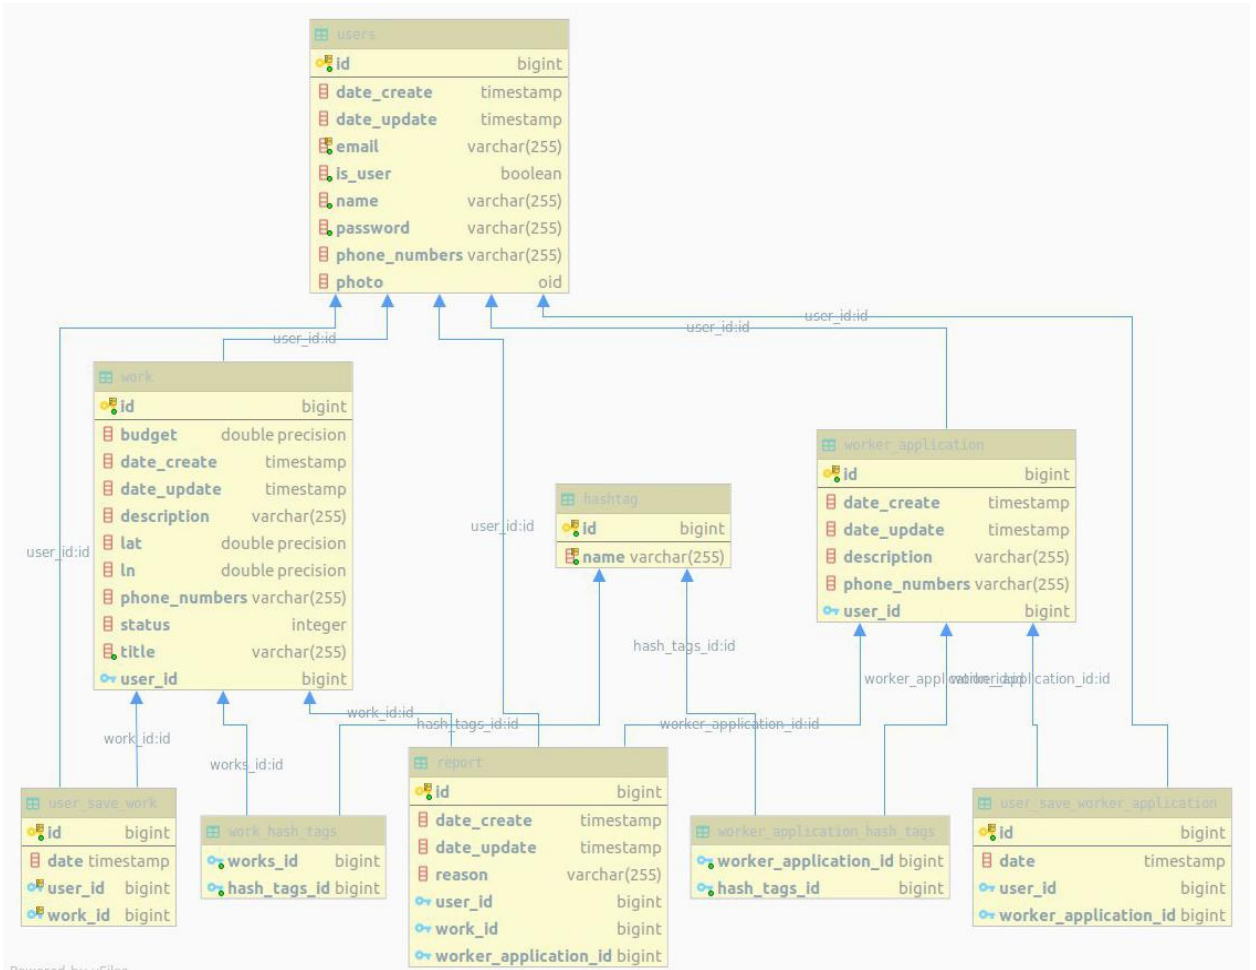 users
id bigint
date_create timestamp
date_update timestamp
email varchar(255)
is_user boolean
name varchar(255)
password varchar(255)
phone_numbers varchar(255)
photo oid
user_id:id
user_id:id
user_id:id
work
id bigint
budget double precision
date_create timestamp
date_update timestamp
description varchar(255)
lat double precision
ln double precision
phone_numbers varchar(255)
status integer
title varchar(255)
user_id bigint
worker_application
id bigint
date_create timestamp
date_update timestamp
description varchar(255)
phone_numbers varchar(255)
user_id bigint
hashtag
id bigint
name varchar(255)
user_id:id
user_id:id
hash_tags_id:id
worker_application_id:id
worker_application_id:id
work_id:id
hash_tags_id:id
worker_application_id:id
work_id:id
works_id:id
user_save_work
id bigint
date timestamp
user_id bigint
work_id bigint
work_hash_tags
works_id bigint
hash_tags_id bigint
report
id bigint
date_create timestamp
date_update timestamp
reason varchar(255)
user_id bigint
work_id bigint
worker_application_id bigint
worker_application_hash_tags
worker_application_id bigint
hash_tags_id bigint
user_save_worker_application
id bigint
date timestamp
user_id bigint
worker_application_id bigint
Powered by yFiles